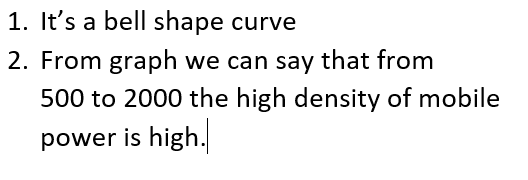 1. It’s a bell shape curve
2. From graph we can say that from
500 to 2000 the high density of mobile
power is high.